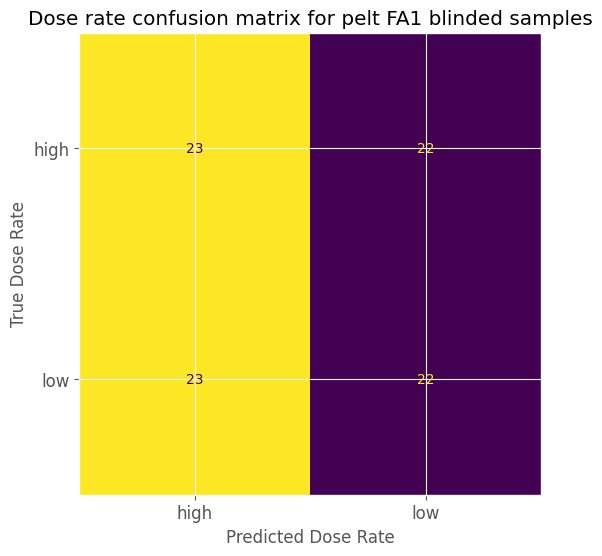 Dose rate confusion matrix for pelt FA1 blinded samples
True Dose Rate
high
23
22
low
23
22
high
low
Predicted Dose Rate